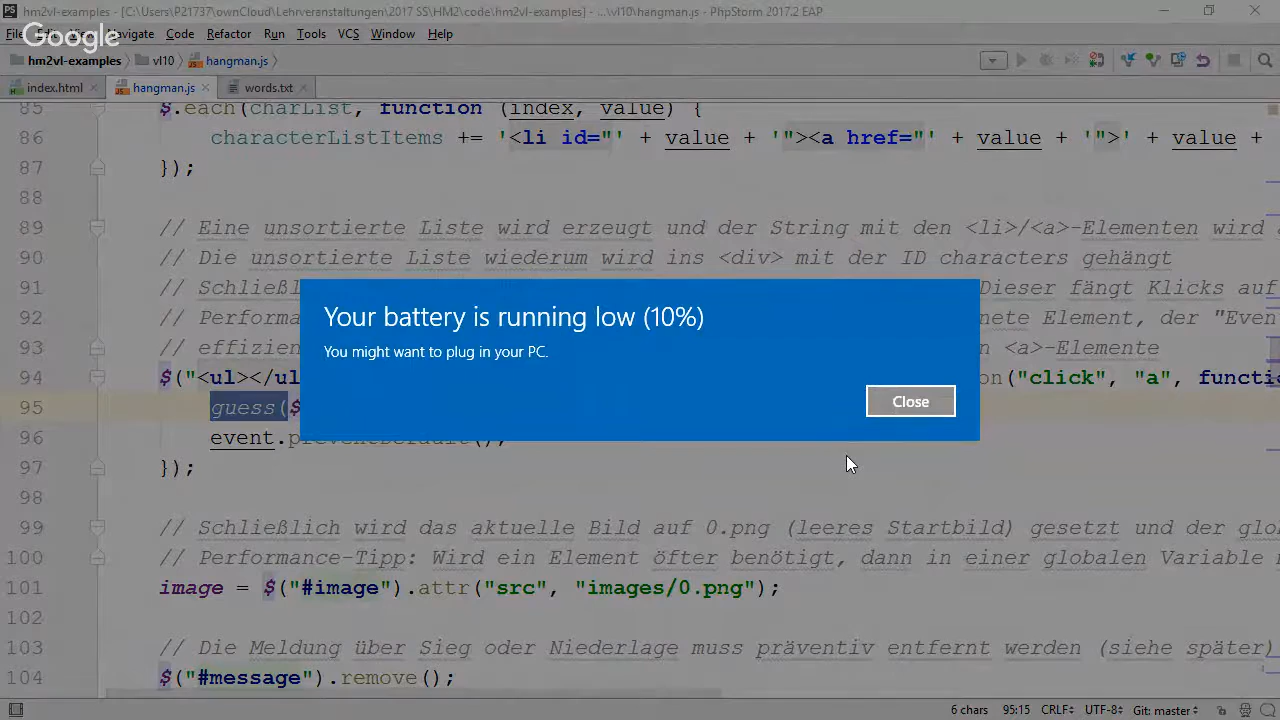 hm2vl-examples - [C:\Users\P21737\ownCloud\Lehrveranstaltungen\2017 SS\HM2\code\hm2vl-examples] - ...\vl10\hangman.js - PhpStorm 2017.2 EAP
Google
File Navigate Code Refactor Run Tools VCS Window Help
hm2vl-examples vl10 hangman.js
index.html hangman.js words.txt
85 $.each(charList, function (index, value) {
86 characterListItems += '<li id="' + value + '"><a href="' + value + '">' + value +
87 });
88
89 // Eine unsortierte Liste wird erzeugt und der String mit den <li>/<a>-Elementen wird
90 // Die unsortierte Liste wiederum wird ins <div> mit der ID characters gehängt
91 // Schließl Dieser fängt Klicks auf
92 // Performa nete Element, der "Even
93 // effizien n <a>-Elemente
94 $("<ul></ul on("click", "a", functio
95 guess($
96 event.preventDefault();
97 });
98
99 // Schließlich wird das aktuelle Bild auf 0.png (leeres Startbild) gesetzt und der glo
100 // Performance-Tipp: Wird ein Element öfter benötigt, dann in einer globalen Variable
101 image = $("#image").attr("src", "images/0.png");
102
103 // Die Meldung über Sieg oder Niederlage muss präventiv entfernt werden (siehe später)
104 $("#message").remove();
Your battery is running low (10%)
You might want to plug in your PC.
Close
6 chars 95:15 CRLF UTF-8 Git: master